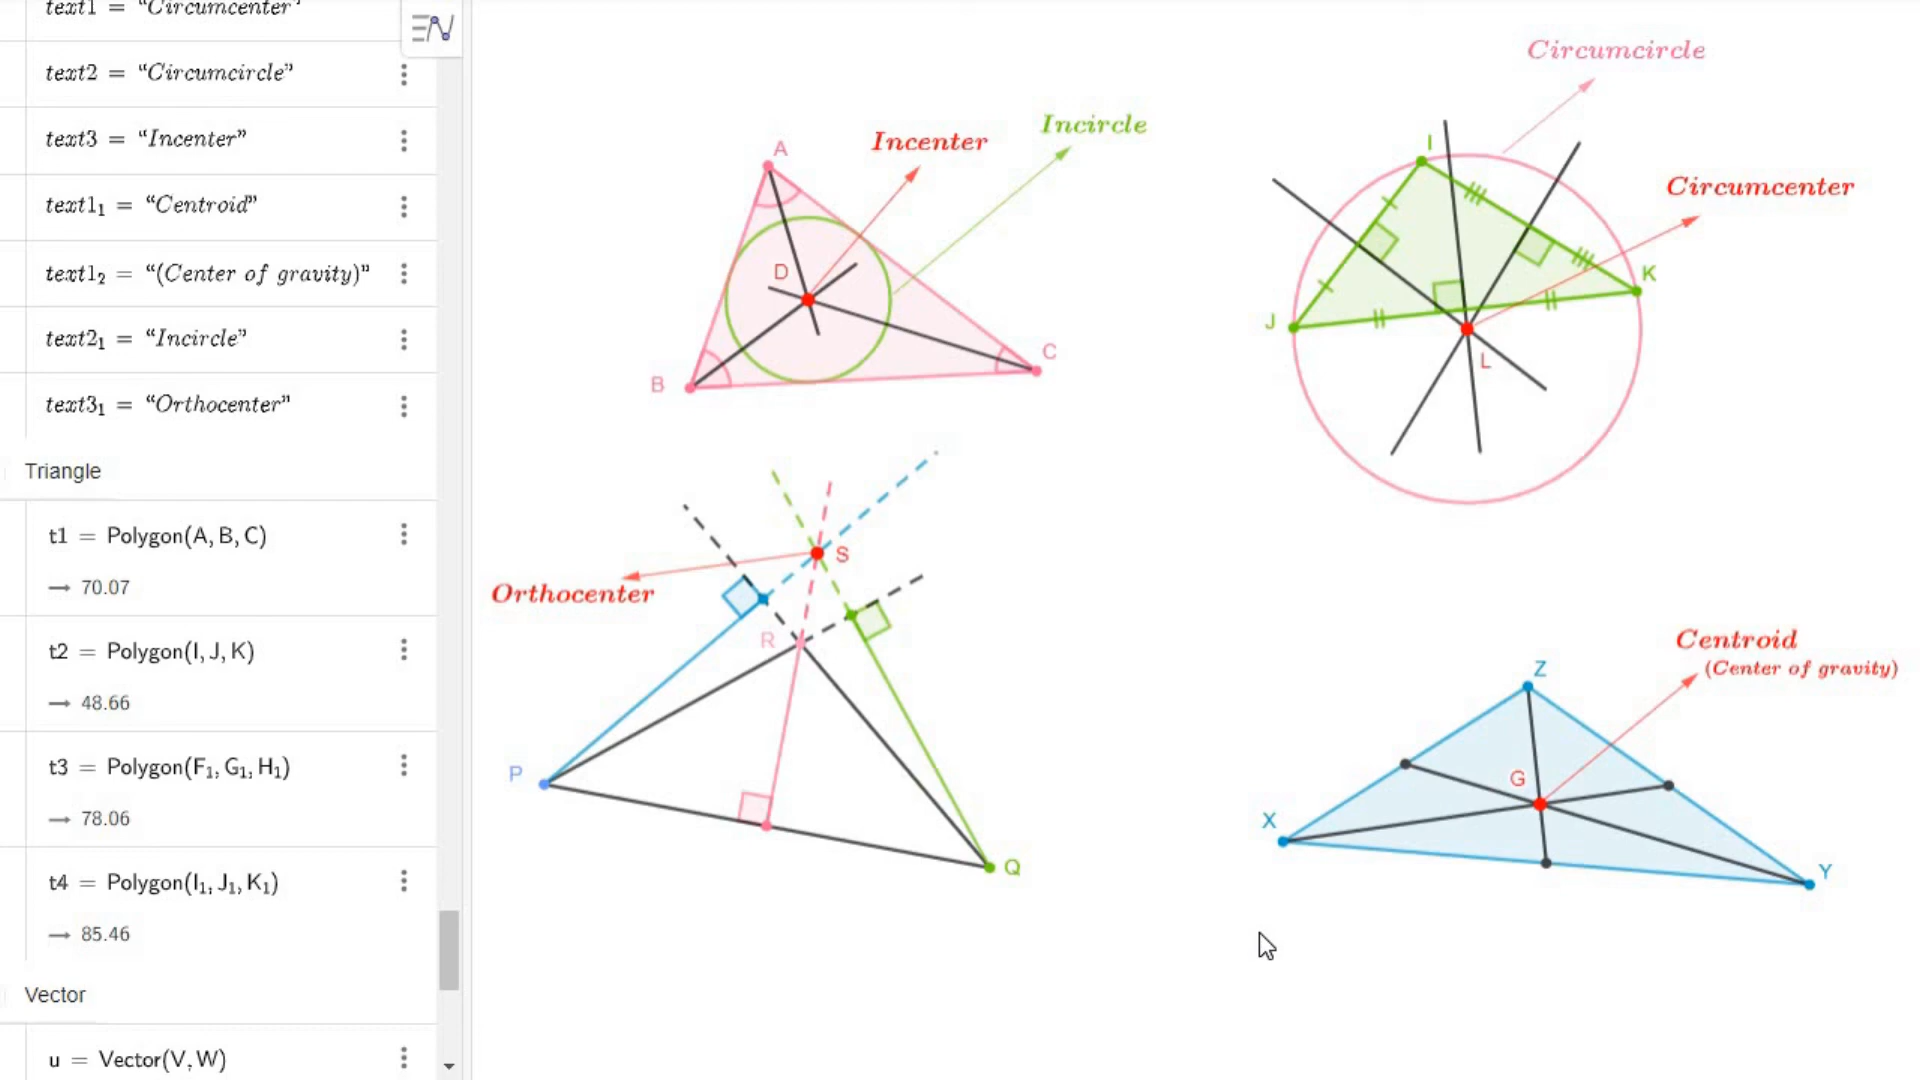 text1 = “Circumcenter”
text2 = “Circumcircle”
text3 = “Incenter”
text1₁ = “Centroid”
text1₂ = “(Center of gravity)”
text2₁ = “Incircle”
text3₁ = “Orthocenter”
Triangle
t1 = Polygon(A, B, C)
→ 70.07
t2 = Polygon(I, J, K)
→ 48.66
t3 = Polygon(F₁, G₁, H₁)
→ 78.06
t4 = Polygon(I₁, J₁, K₁)
→ 85.46
Vector
u = Vector(V, W)
Incenter
Incircle
A
D
B
C
Circumcircle
Circumcenter
I
K
J
L
Orthocenter
S
R
P
Q
Centroid
(Center of gravity)
Z
G
X
Y